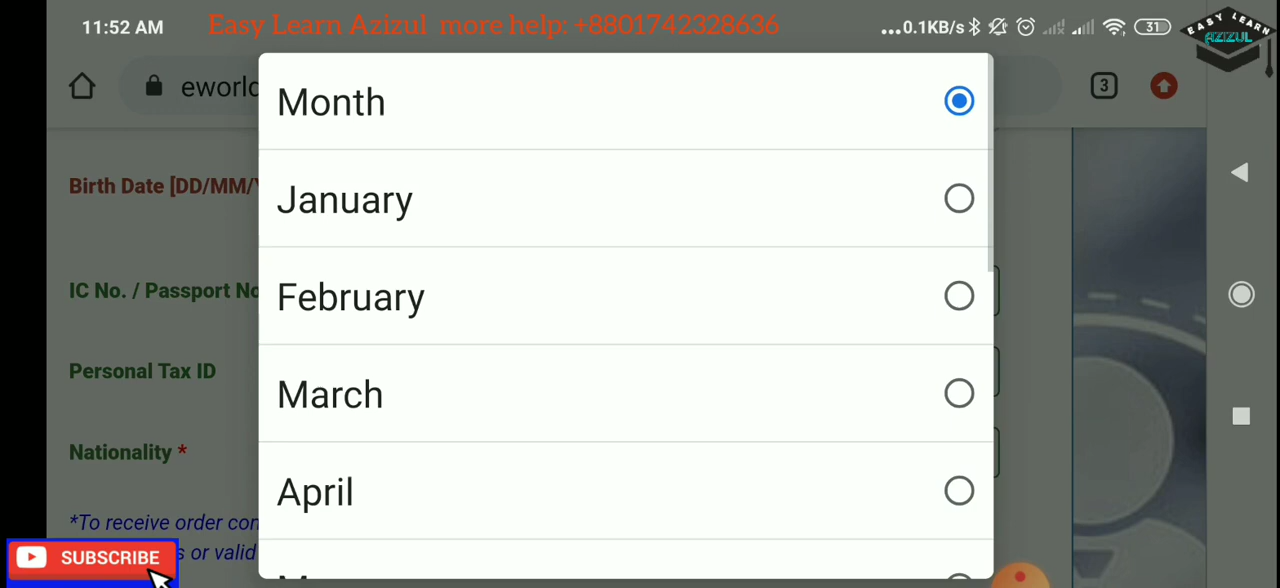 11:52 AM
Easy Learn Azizul more help: +8801742328636
...0.1KB/s
31
EASY LEARN
AZIZUL
eworld
3
Month
January
February
March
April
Birth Date [DD/MM/Y
IC No. / Passport No
Personal Tax ID
Nationality *
*To receive order con
s or valid
SUBSCRIBE